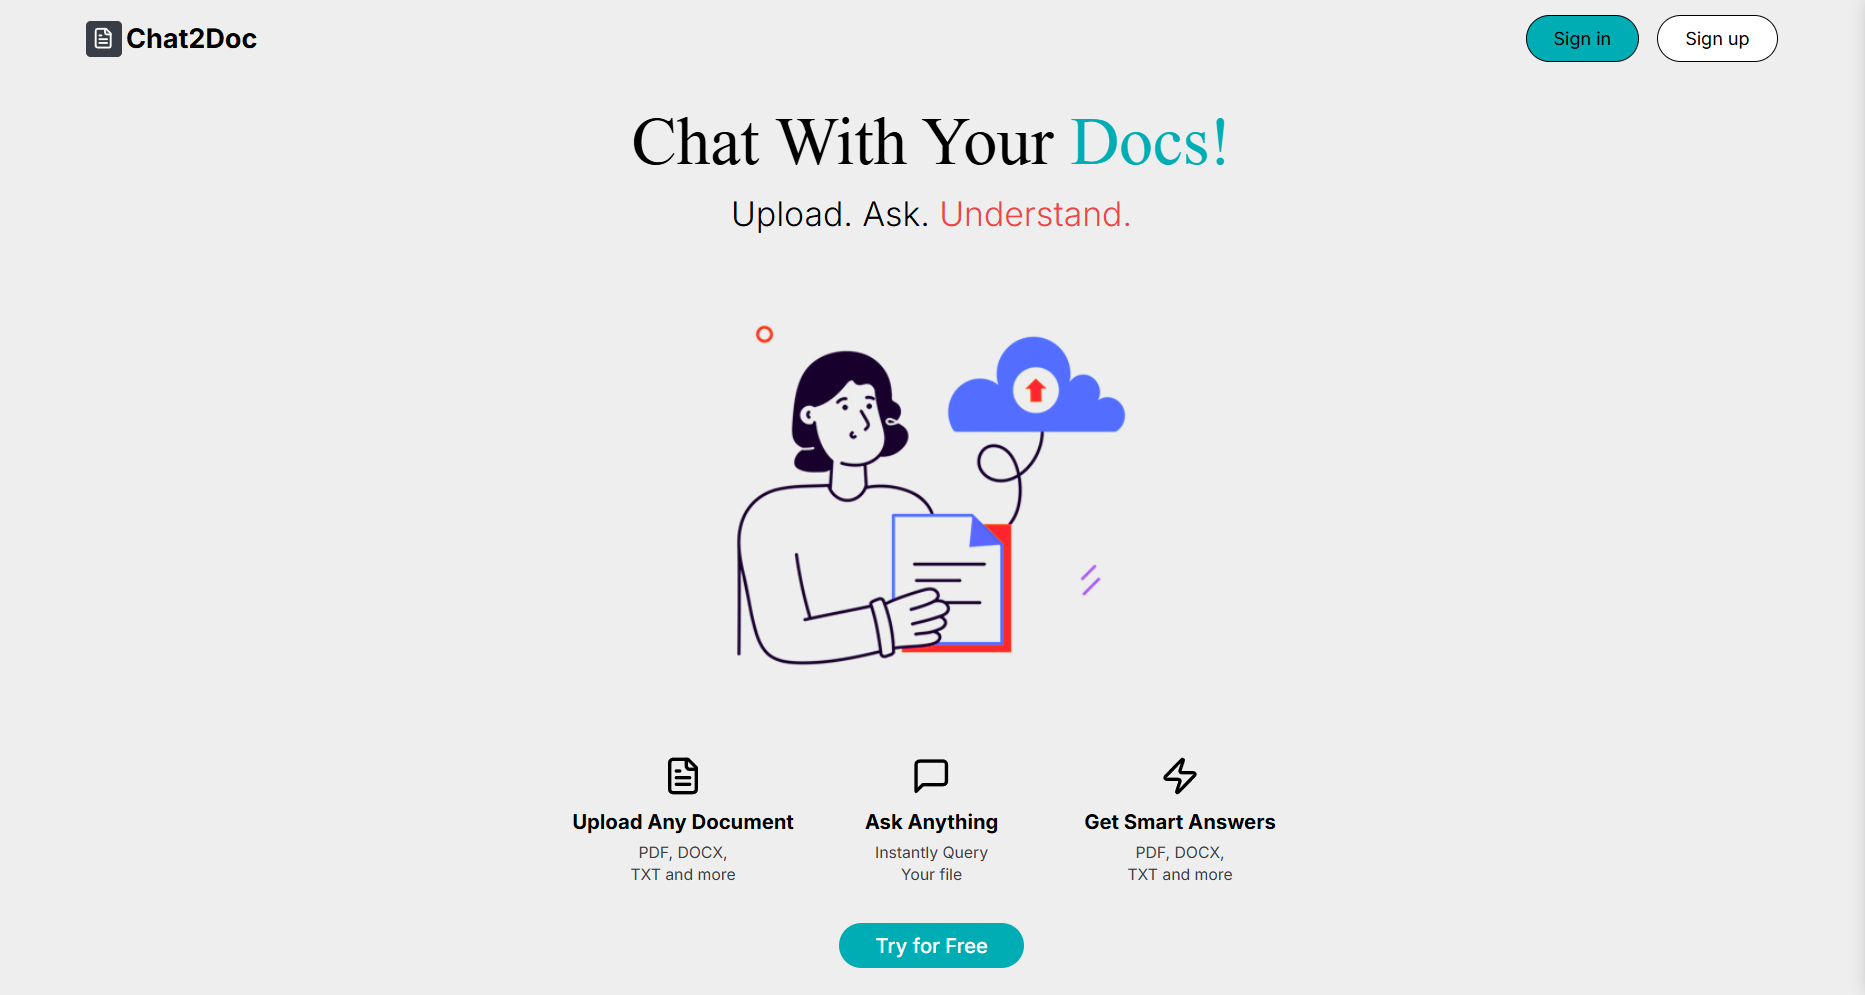 Chat2Doc
Sign in
Sign up
Chat With Your Docs!
Upload. Ask. Understand.
Upload Any Document
PDF, DOCX,
TXT and more
Ask Anything
Instantly Query
Your file
Get Smart Answers
PDF, DOCX,
TXT and more
Try for Free